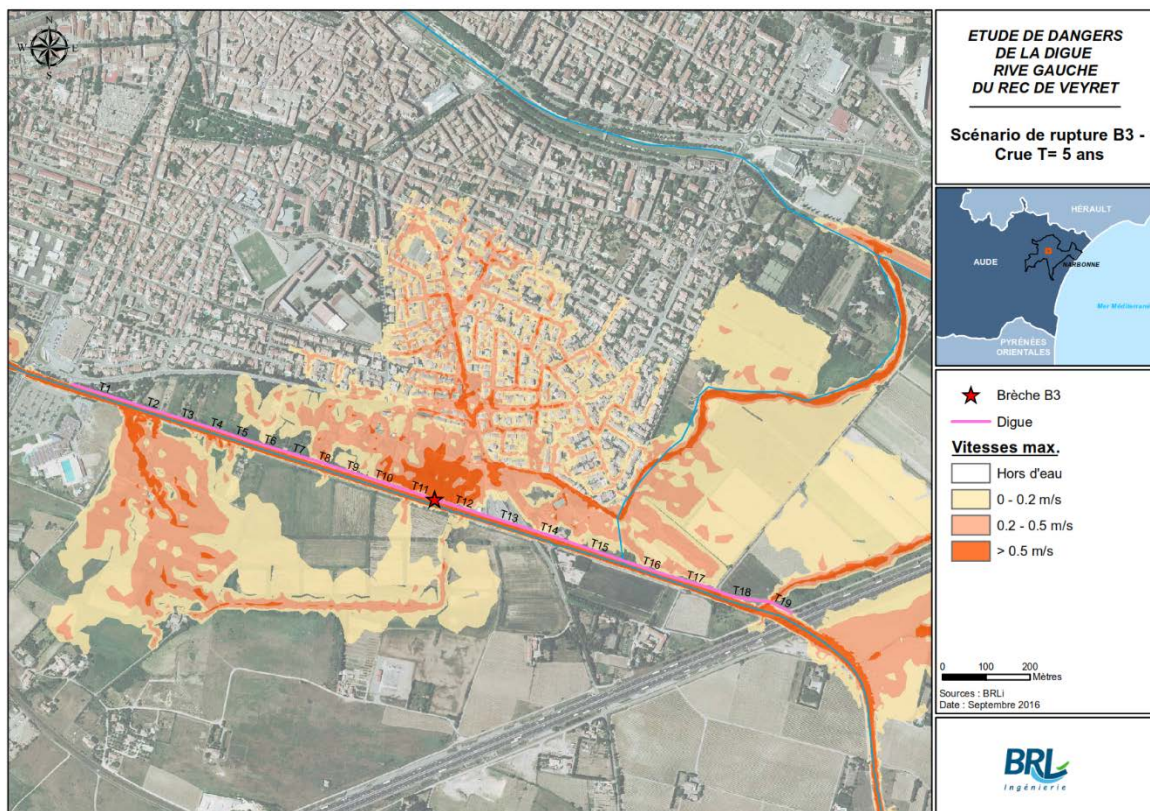 N
W
E
S
T1
T2
T3
T4
T5
T6
T7
T8
T9
T10
T11
T12
T13
T14
T15
T16
T17
T18
T19
ETUDE DE DANGERS
DE LA DIGUE
RIVE GAUCHE
DU REC DE VEYRET
Scénario de rupture B3 -
Crue T= 5 ans
HÉRAULT
AUDE
NARBONNE
Mer Méditerrané
PYRÉNÉES
ORIENTALES
Brèche B3
Digue
Vitesses max.
Hors d'eau
0 - 0.2 m/s
0.2 - 0.5 m/s
> 0.5 m/s
0 100 200
Mètres
Sources : BRLi
Date : Septembre 2016
BRL
Ingénierie